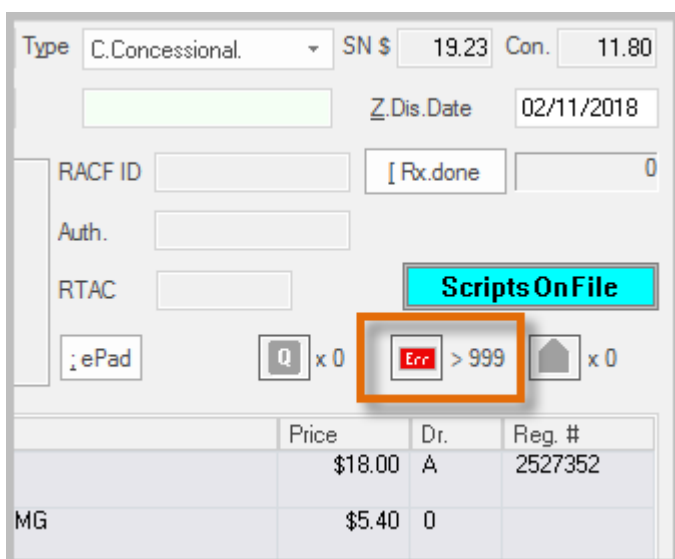 Type C.Concessional. SN $ 19.23 Con. 11.80
Z.Dis.Date 02/11/2018
RACF ID [ Rx.done 0
Auth.
RTAC Scripts On File
; ePad Q x 0 Err > 999 x 0
Price Dr. Reg. #
$18.00 A 2527352
MG $5.40 0